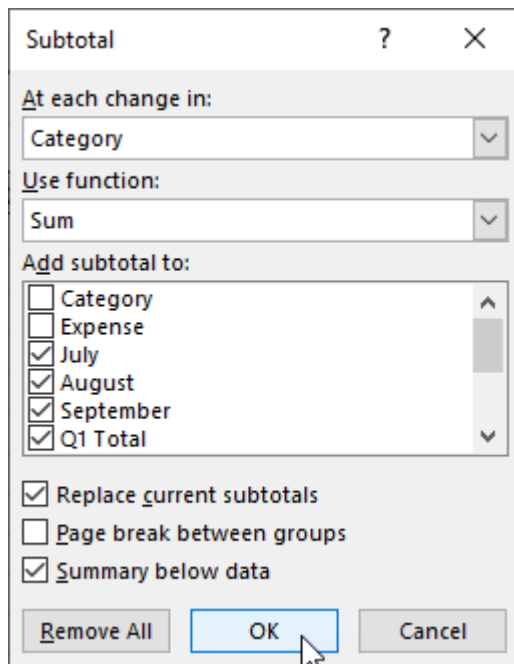 Subtotal ? ×
At each change in:
Category
Use function:
Sum
Add subtotal to:
Category
Expense
July
August
September
Q1 Total
Replace current subtotals
Page break between groups
Summary below data
Remove All OK Cancel